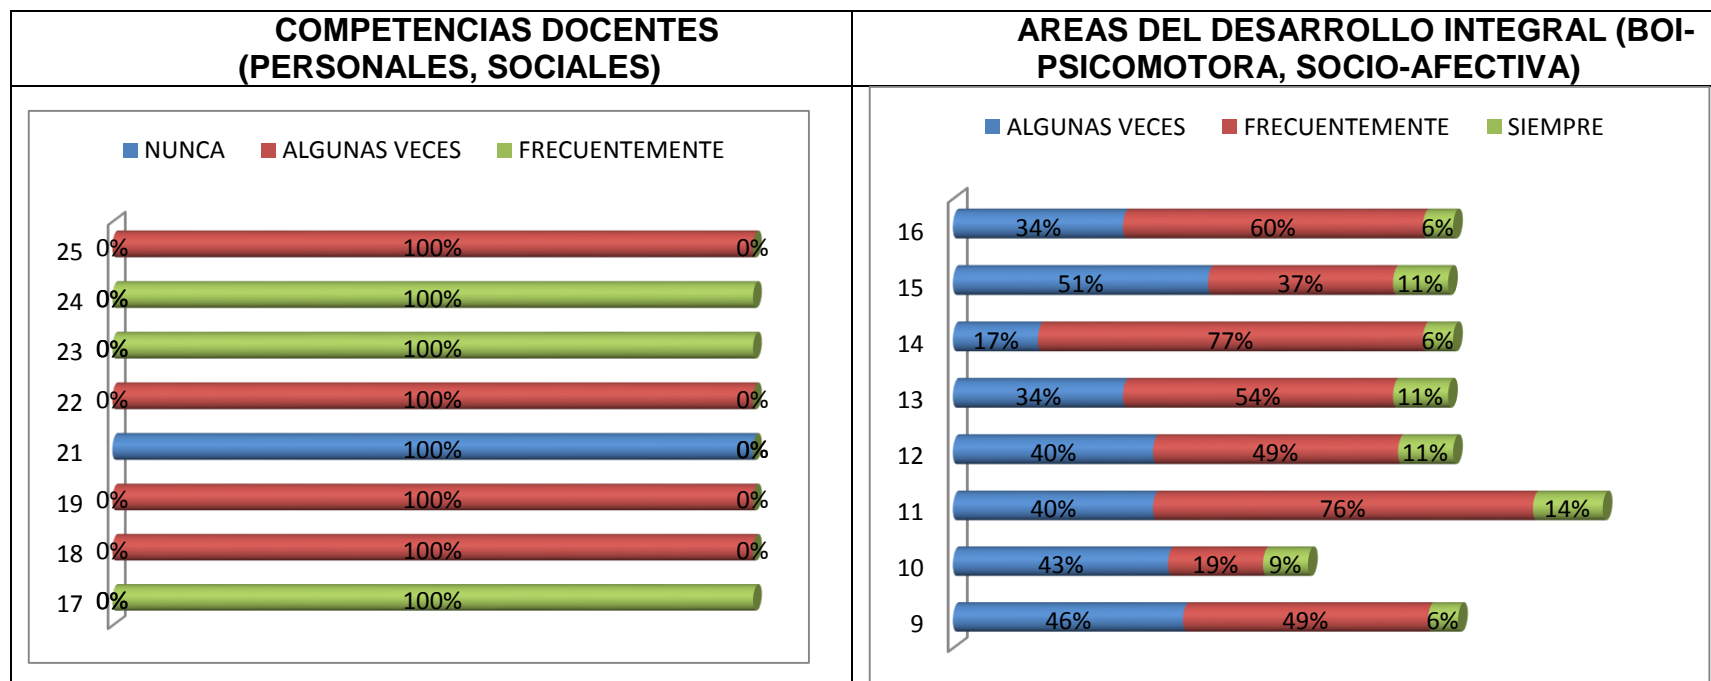 COMPETENCIAS DOCENTES
(PERSONALES, SOCIALES)
AREAS DEL DESARROLLO INTEGRAL (BOI-
PSICOMOTORA, SOCIO-AFECTIVA)
NUNCA ALGUNAS VECES FRECUENTEMENTE
25 0% 100% 0%
24 0% 100%
23 0% 100%
22 0% 100% 0%
21 100% 0%
19 0% 100% 0%
18 0% 100% 0%
17 0% 100%
ALGUNAS VECES FRECUENTEMENTE SIEMPRE
16 34% 60% 6%
15 51% 37% 11%
14 17% 77% 6%
13 34% 54% 11%
12 40% 49% 11%
11 40% 76% 14%
10 43% 19% 9%
9 46% 49% 6%